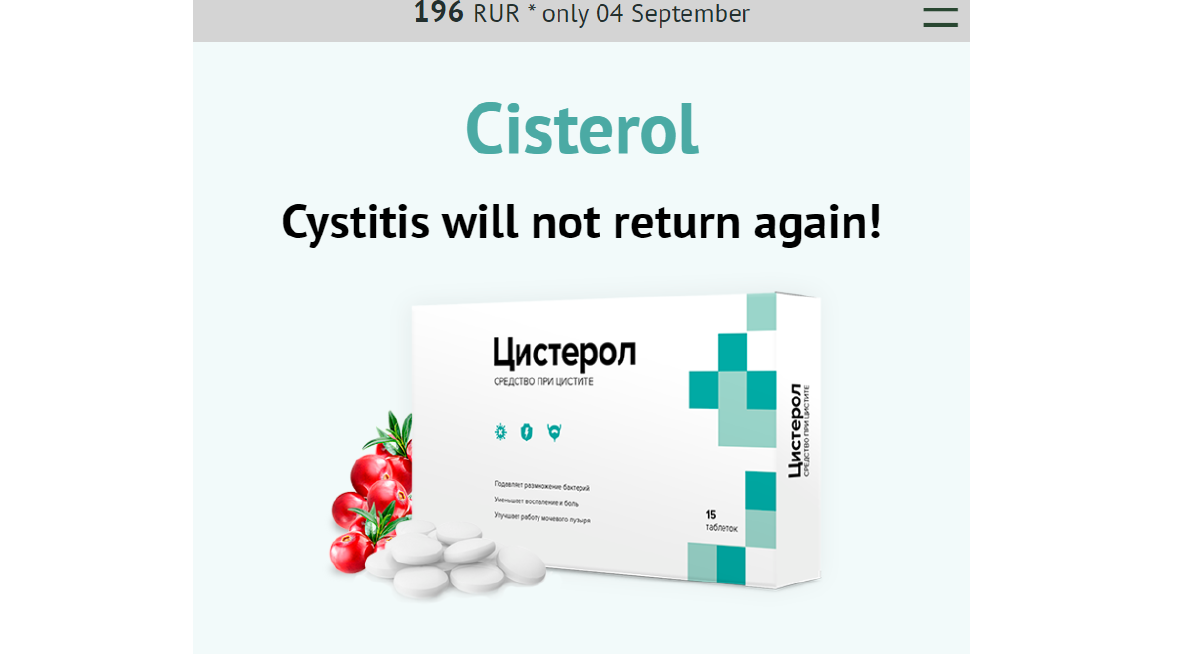 196 RUR * only 04 September
Cisterol
Cystitis will not return again!
Цистерол
СРЕДСТВО ПРИ ЦИСТИТЕ
Подавляет размножение бактерий
Уменьшает воспаление и боль
Улучшает работу мочевого пузыря
15
таблеток
Цистерол
СРЕДСТВО ПРИ ЦИСТИТЕ